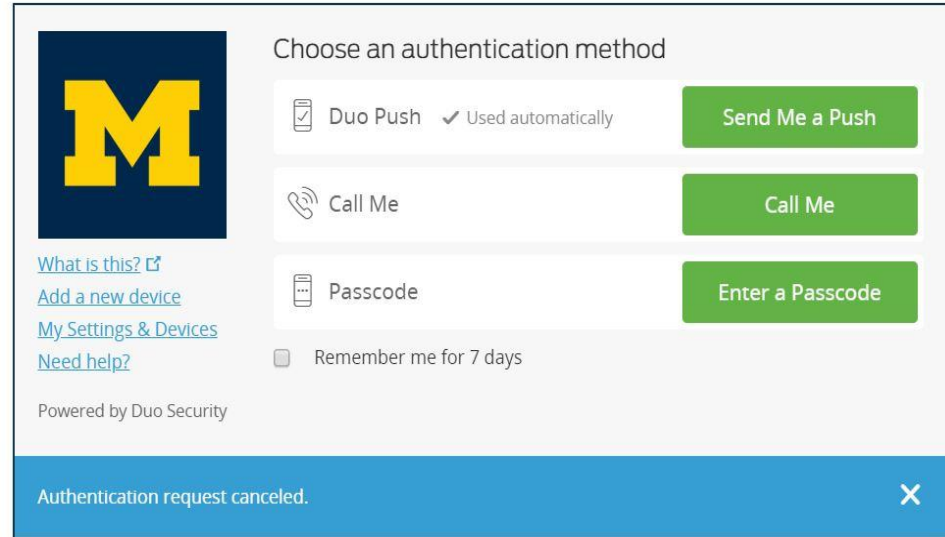 Choose an authentication method
M
Duo Push ✔ Used automatically
Send Me a Push
Call Me
Call Me
Passcode
Enter a Passcode
Remember me for 7 days
What is this?
Add a new device
My Settings & Devices
Need help?
Powered by Duo Security
Authentication request canceled.